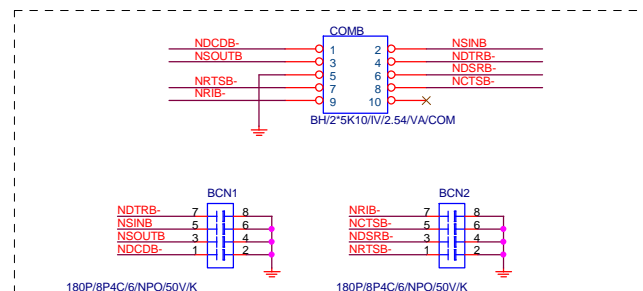 COMB
NDCDB- 1 2 NSINB
NSOUTB 3 4 NDTRB-
5 6 NDSRB-
NRTSB- 7 8 NCTSB-
NRIB- 9 10
BH/2*5K10/IV/2.54/VA/COM
BCN1
NDTRB- 7 8
NSINB 5 6
NSOUTB 3 4
NDCDB- 1 2
180P/8P4C/6/NPO/50V/K
BCN2
NRIB- 7 8
NCTSB- 5 6
NDSRB- 3 4
NRTSB- 1 2
180P/8P4C/6/NPO/50V/K